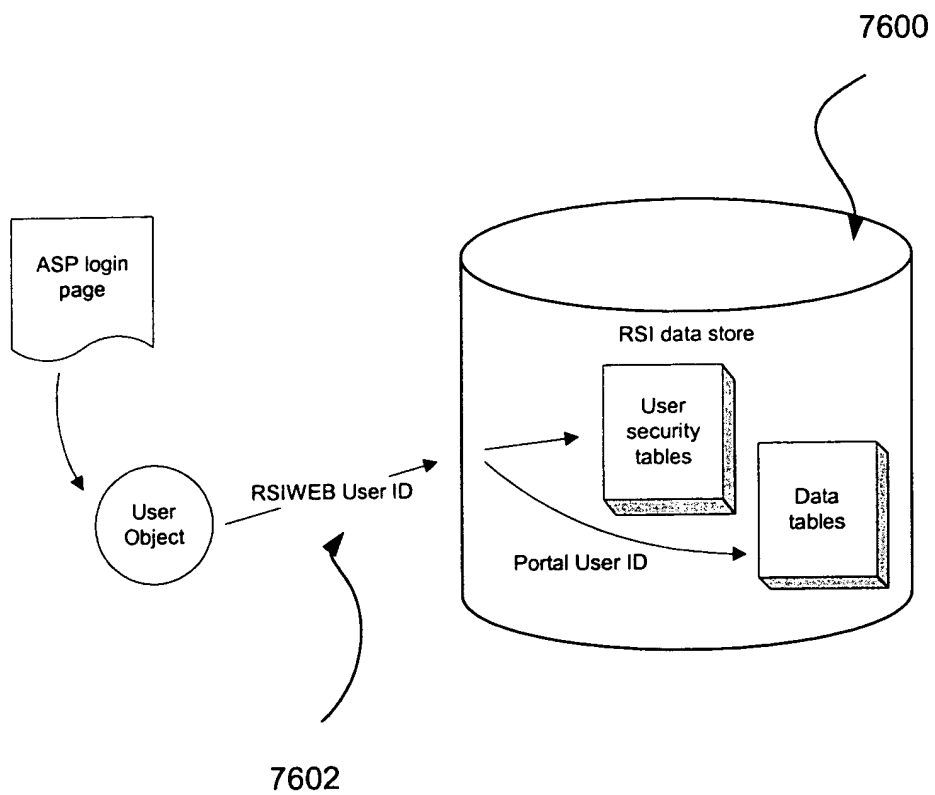 7600
ASP login
page
RSI data store
User
security
tables
Data
tables
RSIWEB User ID
User
Object
Portal User ID
7602